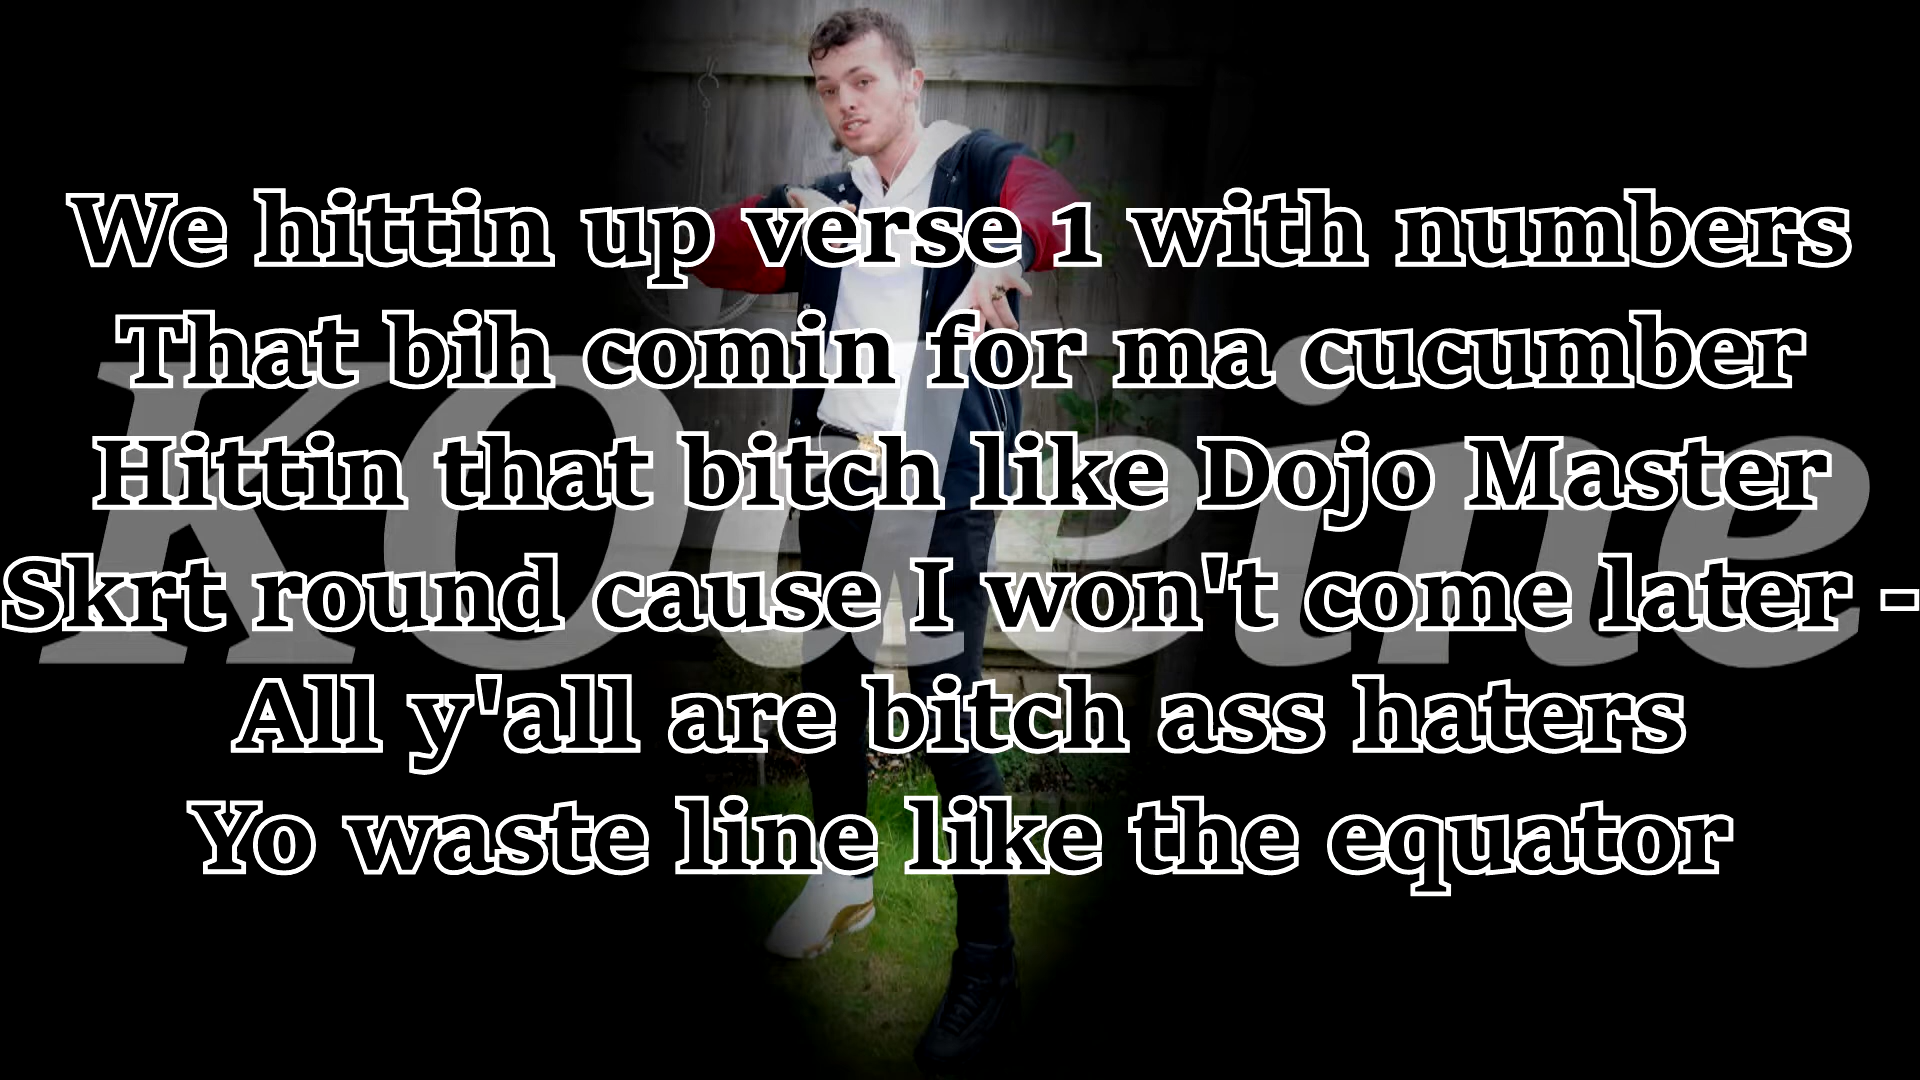 We hittin up verse 1 with numbers
That bih comin for ma cucumber
KOdeine
Hittin that bitch like Dojo Master
Skrt round cause I won't come later -
All y'all are bitch ass haters
Yo waste line like the equator